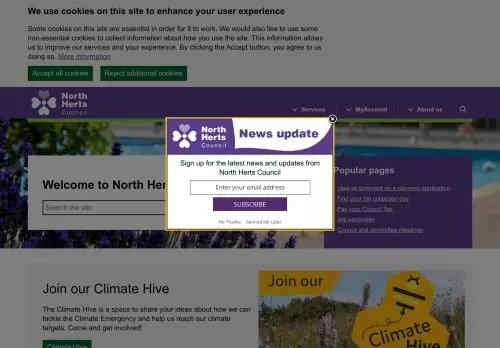 We use cookies on this site to enhance your user experience
Some cookies on this site are essential in order for it to work. We would also like to use some
non-essential cookies to collect information about how you use the site. This information allows
us to improve our services and your experience. By clicking the Accept button, you agree to us
doing so. More information
Accept all cookies
Reject additional cookies
North
Herts
Council
Services
MyAccount
About us
North
Herts
Council
News update
Sign up for the latest news and updates from
North Herts Council
Enter your email address
SUBSCRIBE
No Thanks
Remind Me Later
Welcome to North Her
Search the site
Popular pages
View or comment on a planning application
Find your bin collection day
Pay your Council Tax
Job vacancies
Council and committee meetings
Join our Climate Hive
The Climate Hive is a space to share your ideas about how we can
tackle the Climate Emergency and help us reach our climate
targets. Come and get involved!
Climate Hive
Join our
Climate
Hive